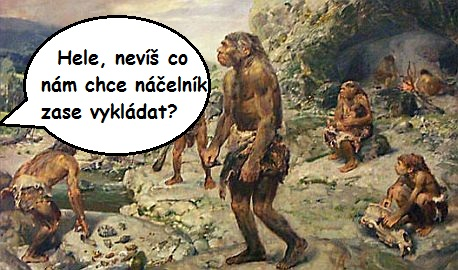 Hele, nevíš co
nám chce náčelník
zase vykládat?